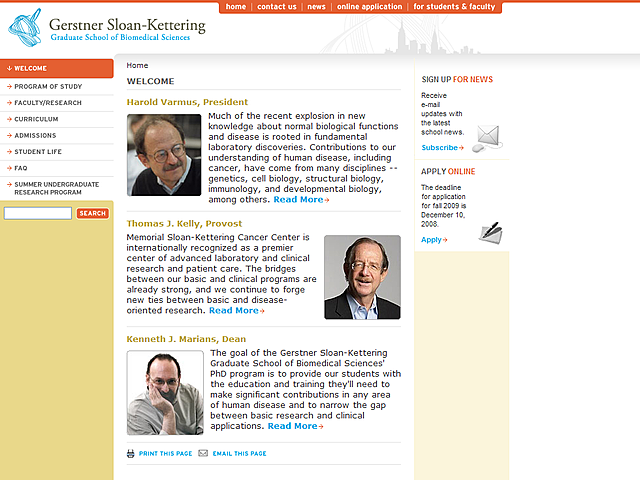 home | contact us | news | online application | for students & faculty
Gerstner Sloan-Kettering
Graduate School of Biomedical Sciences
WELCOME
PROGRAM OF STUDY
FACULTY/RESEARCH
CURRICULUM
ADMISSIONS
STUDENT LIFE
FAQ
SUMMER UNDERGRADUATE
RESEARCH PROGRAM
SEARCH
Home
WELCOME
Harold Varmus, President
Much of the recent explosion in new
knowledge about normal biological functions
and disease is rooted in fundamental
laboratory discoveries. Contributions to our
understanding of human disease, including
cancer, have come from many disciplines --
genetics, cell biology, structural biology,
immunology, and developmental biology,
among others. Read More
Thomas J. Kelly, Provost
Memorial Sloan-Kettering Cancer Center is
internationally recognized as a premier
center of advanced laboratory and clinical
research and patient care. The bridges
between our basic and clinical programs are
already strong, and we continue to forge
new ties between basic and disease-
oriented research. Read More
Kenneth J. Marians, Dean
The goal of the Gerstner Sloan-Kettering
Graduate School of Biomedical Sciences'
PhD program is to provide our students with
the education and training they'll need to
make significant contributions in any area
of human disease and to narrow the gap
between basic research and clinical
applications. Read More
PRINT THIS PAGE
EMAIL THIS PAGE
SIGN UP FOR NEWS
Receive
e-mail
updates with
the latest
school news.
Subscribe
APPLY ONLINE
The deadline
for application
for fall 2009 is
December 10,
2008.
Apply